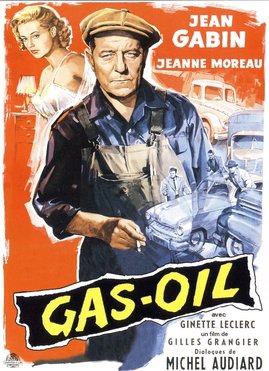 JEAN
GABIN
JEANNE MOREAU
GAS-OIL
avec
GINETTE LECLERC
un film de
GILLES GRANGIER
Dialogues de
MICHEL AUDIARD